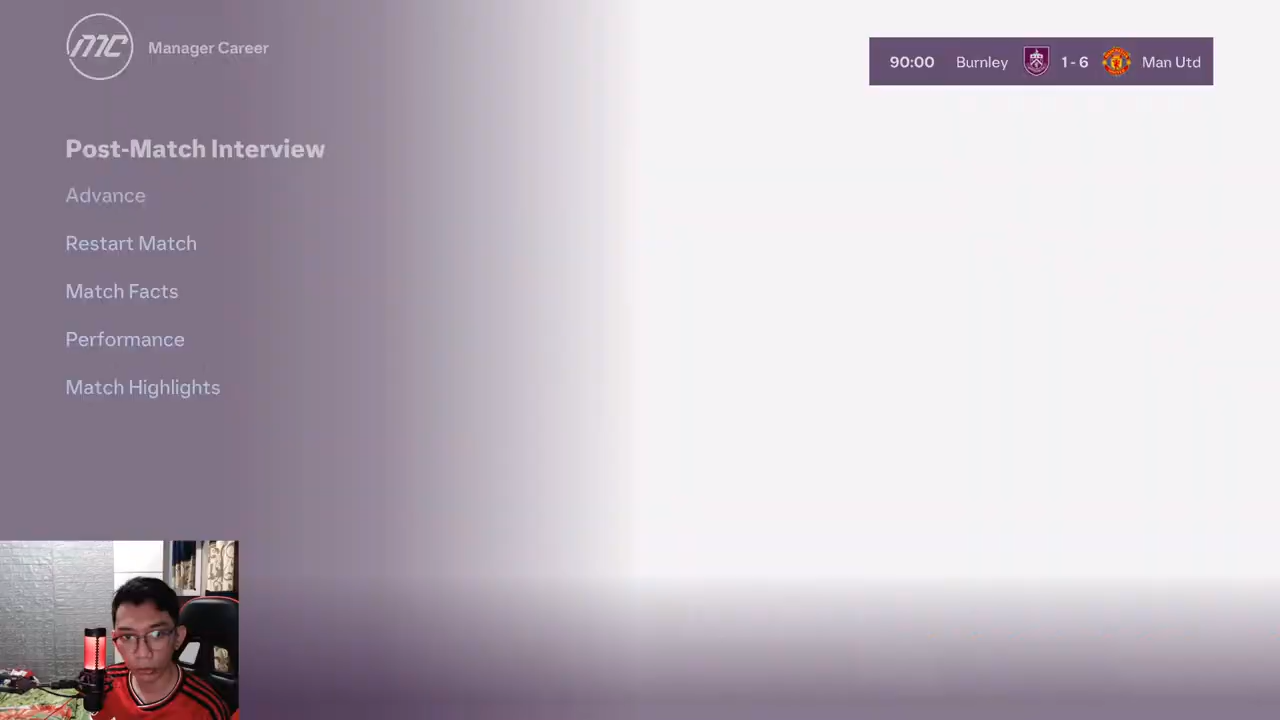 MC Manager Career
90:00 Burnley 1 - 6 Man Utd
Post-Match Interview
Advance
Restart Match
Match Facts
Performance
Match Highlights